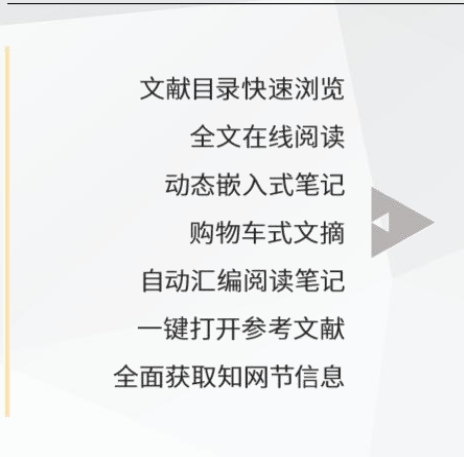 文献目录快速浏览
全文在线阅读
动态嵌入式笔记
购物车式文摘
自动汇编阅读笔记
一键打开参考文献
全面获取知网节信息